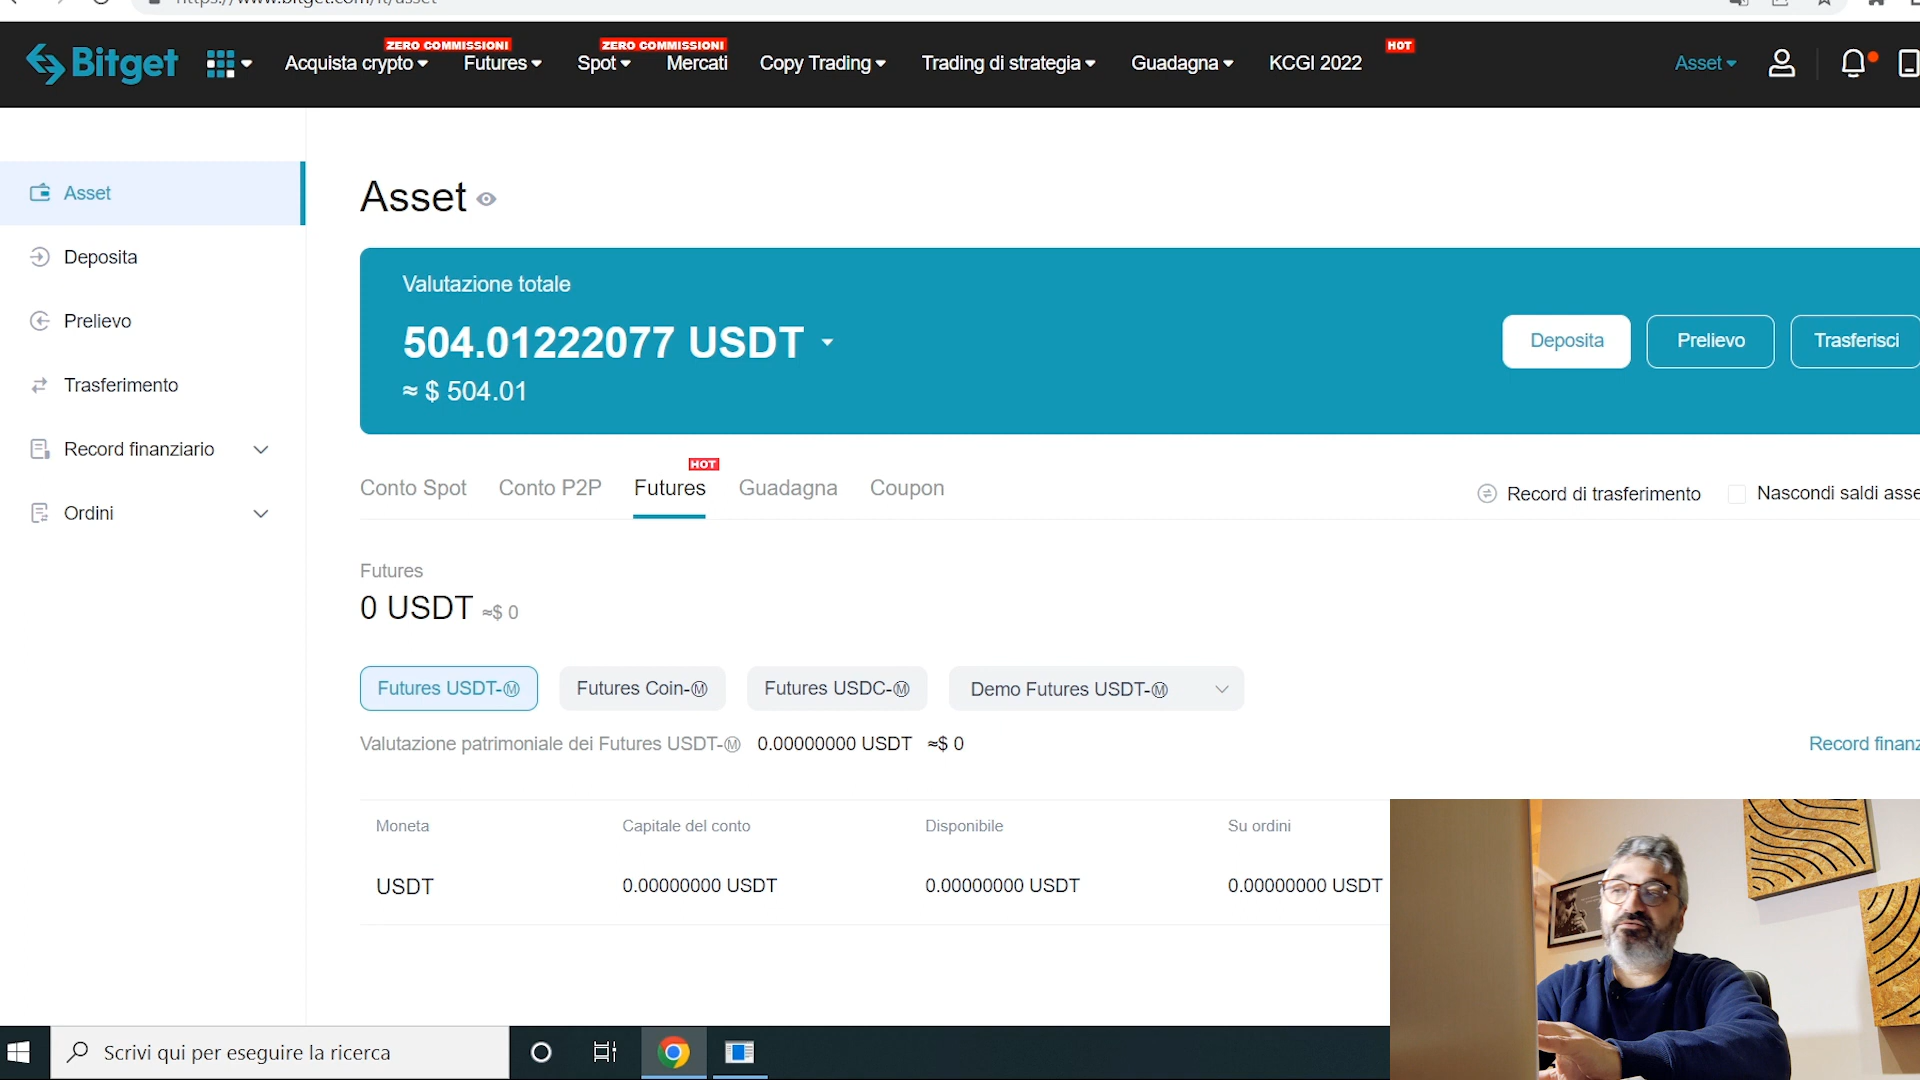 Bitget
Acquista crypto
ZERO COMMISSIONI
Futures
Spot
ZERO COMMISSIONI
Mercati
Copy Trading
Trading di strategia
Guadagna
KCGI 2022
HOT
Asset
Asset
Deposita
Prelievo
Trasferimento
Record finanziario
Ordini
Asset
Valutazione totale
504.01222077 USDT
≈ $ 504.01
Deposita
Prelievo
Trasferisci
Conto Spot
Conto P2P
HOT
Futures
Guadagna
Coupon
Record di trasferimento
Nascondi saldi asse
Futures
0 USDT ≈$ 0
Futures USDT-Ⓜ
Futures Coin-Ⓜ
Futures USDC-Ⓜ
Demo Futures USDT-Ⓜ
Valutazione patrimoniale dei Futures USDT-Ⓜ 0.00000000 USDT ≈$ 0
Record finanz
Moneta
Capitale del conto
Disponibile
Su ordini
USDT
0.00000000 USDT
0.00000000 USDT
0.00000000 USDT
Scrivi qui per eseguire la ricerca